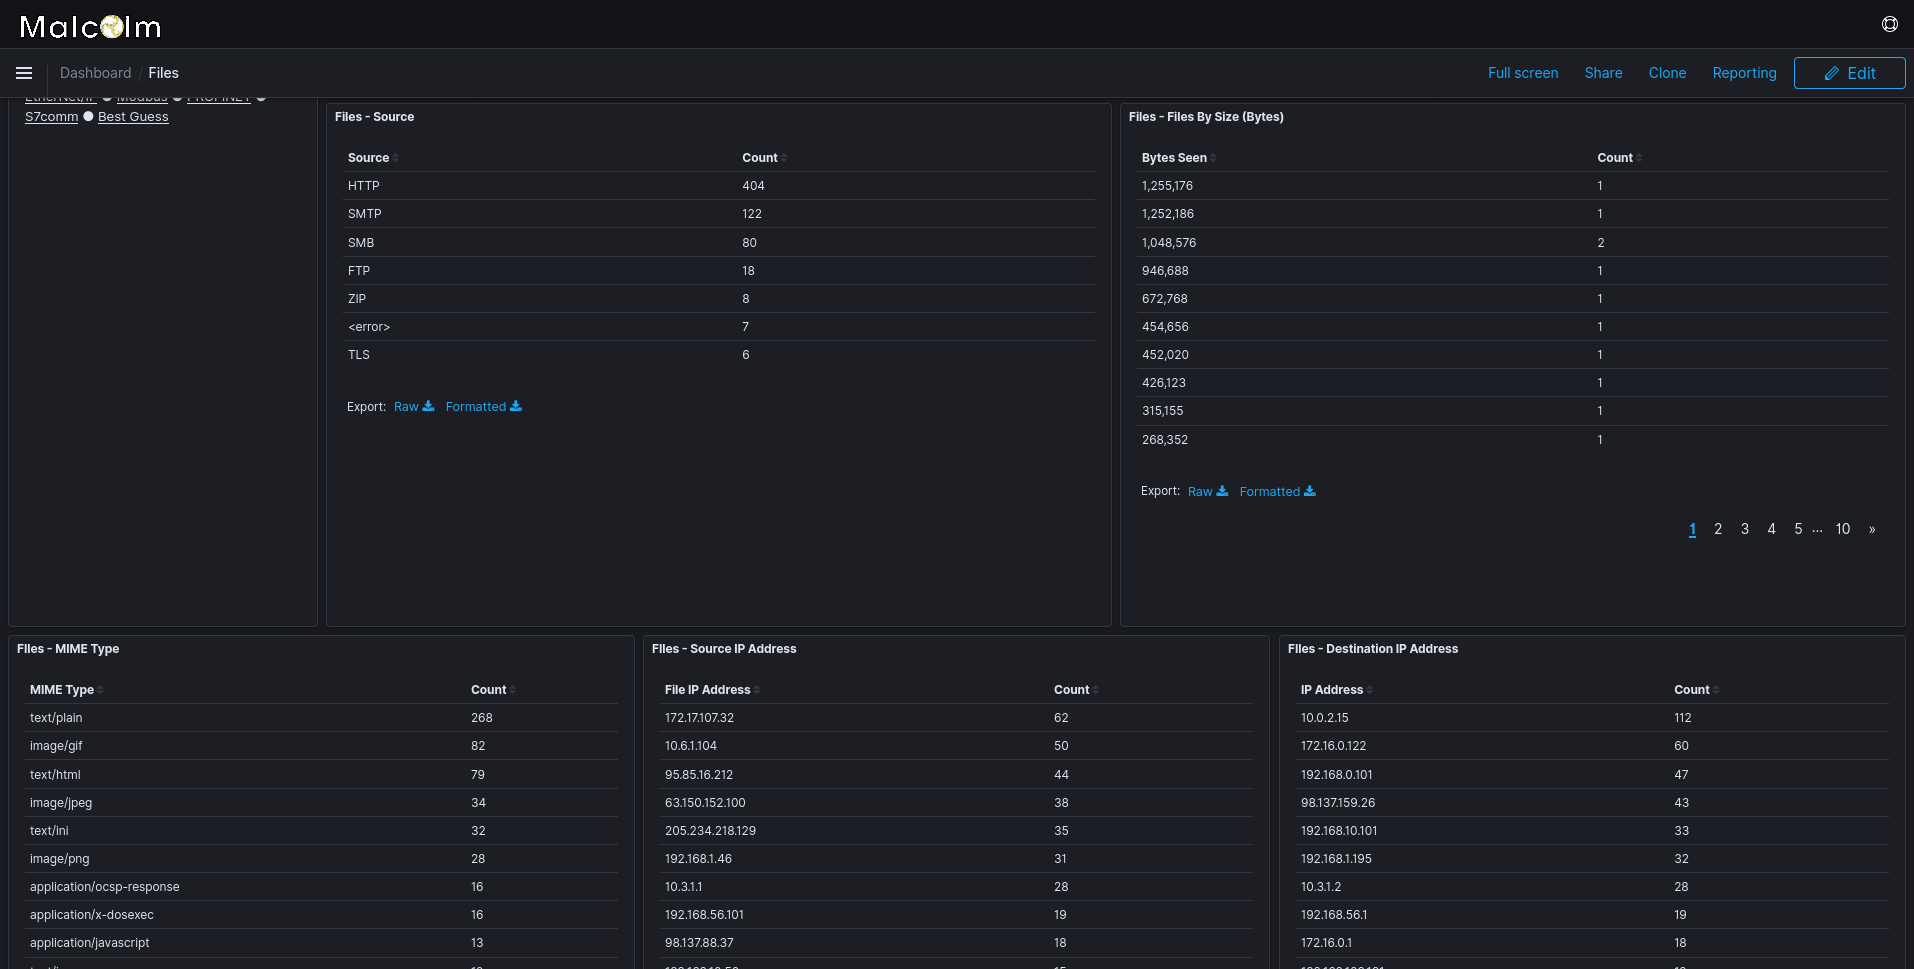 Malcolm
Dashboard / Files
Full screen Share Clone Reporting Edit
EtherNet/IP ● Modbus ● PROFINET ●
S7comm ● Best Guess
Files - Source
Source Count
HTTP 404
SMTP 122
SMB 80
FTP 18
ZIP 8
<error> 7
TLS 6
Export: Raw Formatted
Files - Files By Size (Bytes)
Bytes Seen Count
1,255,176 1
1,252,186 1
1,048,576 2
946,688 1
672,768 1
454,656 1
452,020 1
426,123 1
315,155 1
268,352 1
Export: Raw Formatted
1 2 3 4 5 ... 10 »
FIles - MIME Type
MIME Type Count
text/plain 268
image/gif 82
text/html 79
image/jpeg 34
text/ini 32
image/png 28
application/ocsp-response 16
application/x-dosexec 16
application/javascript 13
FIles - Source IP Address
File IP Address Count
172.17.107.32 62
10.6.1.104 50
95.85.16.212 44
63.150.152.100 38
205.234.218.129 35
192.168.1.46 31
10.3.1.1 28
192.168.56.101 19
98.137.88.37 18
FIles - Destination IP Address
IP Address Count
10.0.2.15 112
172.16.0.122 60
192.168.0.101 47
98.137.159.26 43
192.168.10.101 33
192.168.1.195 32
10.3.1.2 28
192.168.56.1 19
172.16.0.1 18